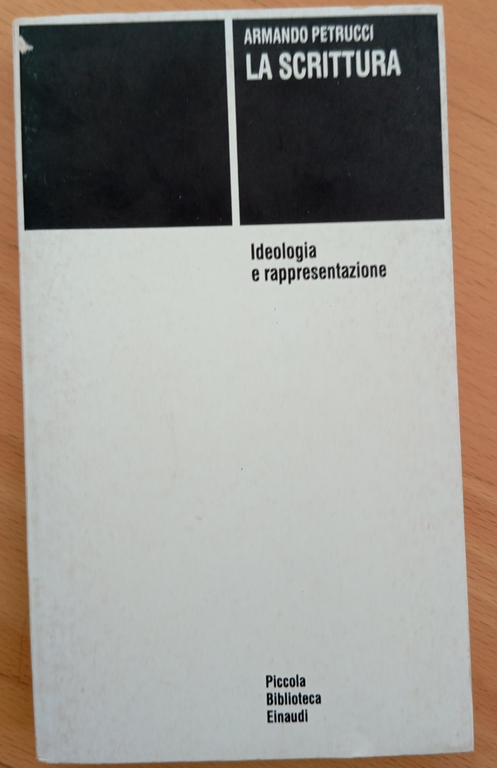 ARMANDO PETRUCCI
LA SCRITTURA
Ideologia
e rappresentazione
Piccola
Biblioteca
Einaudi